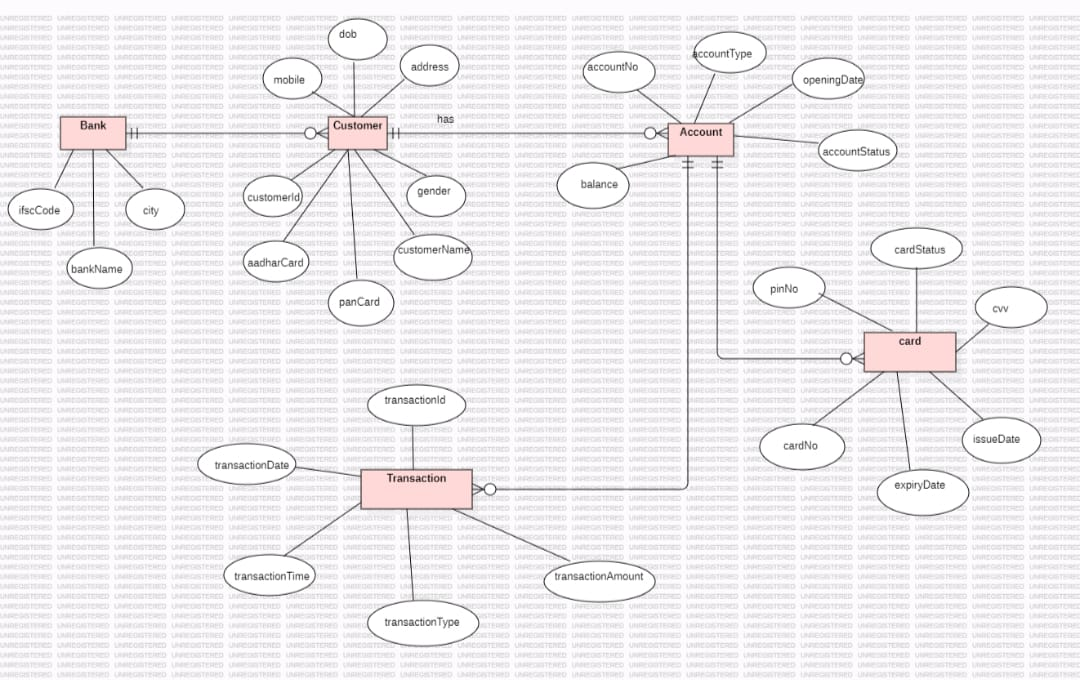 dob
mobile
address
accountNo
accountType
openingDate
Bank
Customer
has
Account
accountStatus
ifscCode
city
bankName
customerId
gender
aadharCard
customerName
panCard
balance
cardStatus
pinNo
cvv
card
cardNo
issueDate
expiryDate
transactionId
transactionDate
Transaction
transactionTime
transactionAmount
transactionType
UNREGISTERED